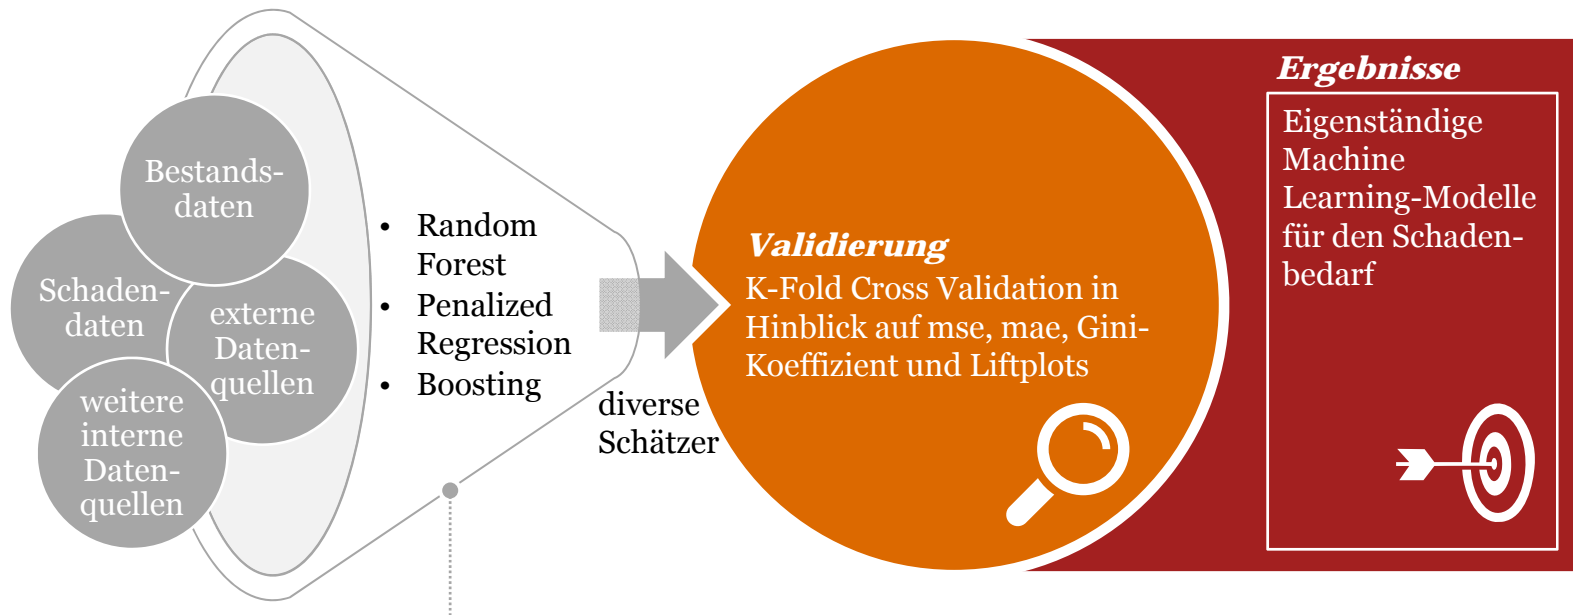 Bestands-
daten
Schaden-
daten
externe
Daten-
quellen
weitere
interne
Daten-
quellen
• Random
Forest
• Penalized
Regression
• Boosting
diverse
Schätzer
Validierung
K-Fold Cross Validation in
Hinblick auf mse, mae, Gini-
Koeffizient und Liftplots
Ergebnisse
Eigenständige
Machine
Learning-Modelle
für den Schaden-
bedarf